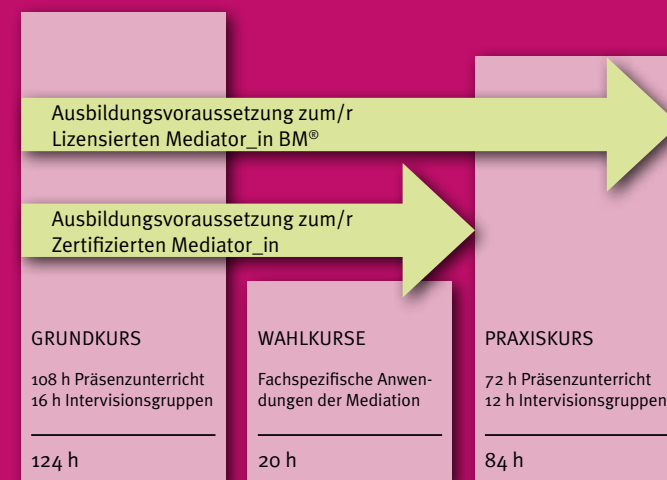 Ausbildungsvoraussetzung zum/r
Lizensierten Mediator_in BM®
Ausbildungsvoraussetzung zum/r
Zertifizierten Mediator_in
GRUNDKURS
108 h Präsenzunterricht
16 h Intervisionsgruppen
124 h
WAHLKURSE
Fachspezifische Anwen-
dungen der Mediation
20 h
PRAXISKURS
72 h Präsenzunterricht
12 h Intervisionsgruppen
84 h